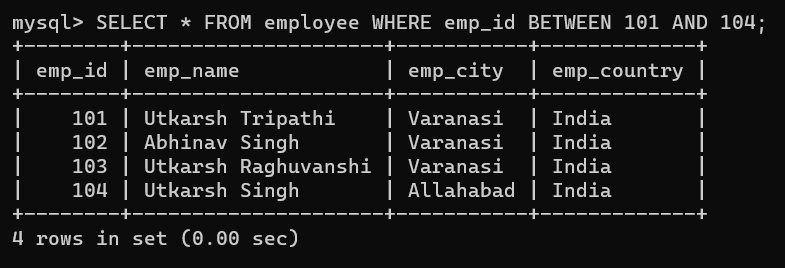 mysql> SELECT * FROM employee WHERE emp_id BETWEEN 101 AND 104;
+--------+---------------------+-----------+-------------+
| emp_id | emp_name            | emp_city  | emp_country |
+--------+---------------------+-----------+-------------+
|    101 | Utkarsh Tripathi    | Varanasi  | India       |
|    102 | Abhinav Singh       | Varanasi  | India       |
|    103 | Utkarsh Raghuvanshi | Varanasi  | India       |
|    104 | Utkarsh Singh       | Allahabad | India       |
+--------+---------------------+-----------+-------------+
4 rows in set (0.00 sec)